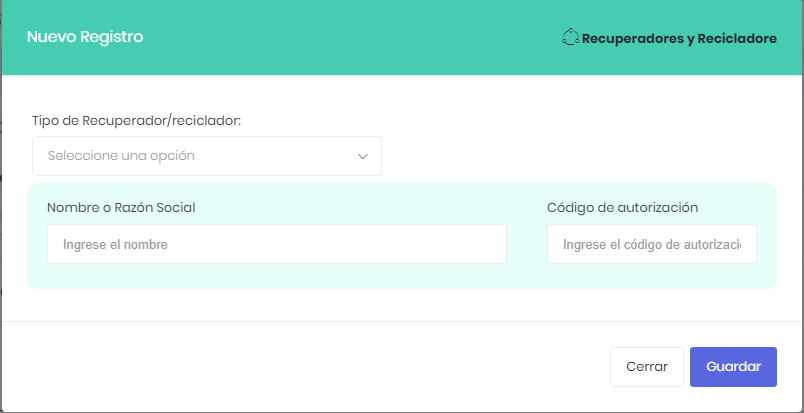 Nuevo Registro
Recuperadores y Recicladore
Tipo de Recuperador/reciclador:
Seleccione una opción
Nombre o Razón Social
Código de autorización
Ingrese el nombre
Ingrese el código de autorizaci
Cerrar
Guardar